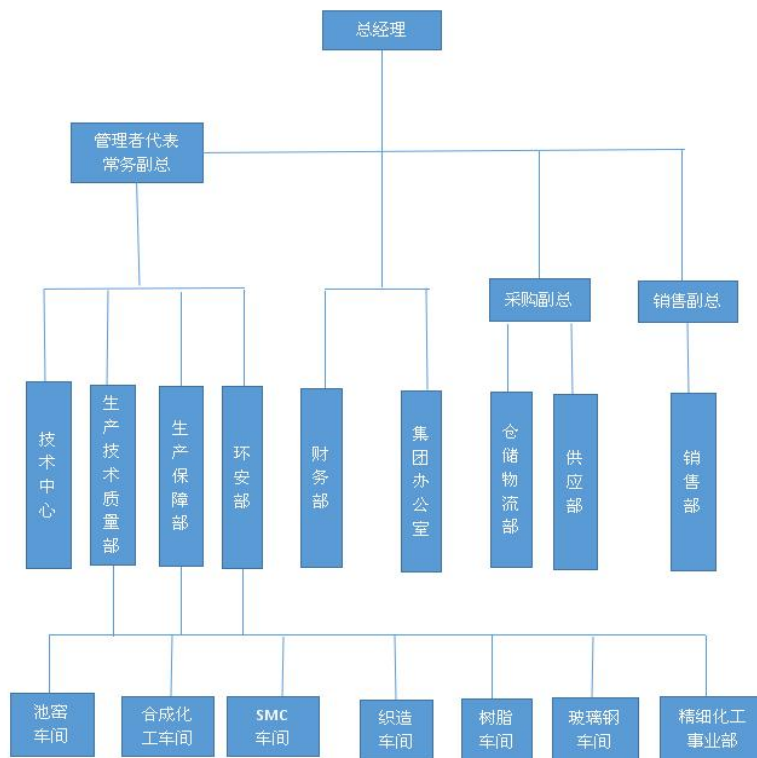 总经理
管理者代表
常务副总
采购副总
销售副总
技术中心
生产技术质量部
生产保障部
环安部
财务部
集团办公室
仓储物流部
供应部
销售部
池窑
车间
合成化
工车间
SMC
车间
织造
车间
树脂
车间
玻璃钢
车间
精细化工
事业部